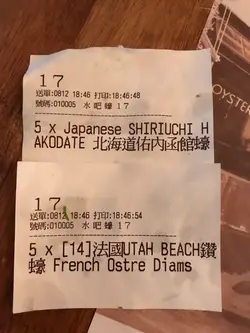 17
送單:0812 18:46 打印:18:46:48
號碼:010005 水吧蠔 17
5 x Japanese SHIRIUCHI H
AKODATE 北海道佑內函館蠔
17
送單:0812 18:46 打印:18:46:54
號碼:010005 水吧蠔 17
5 x [14]法國UTAH BEACH鑽
蠔 French Ostre Diams
OYSTER